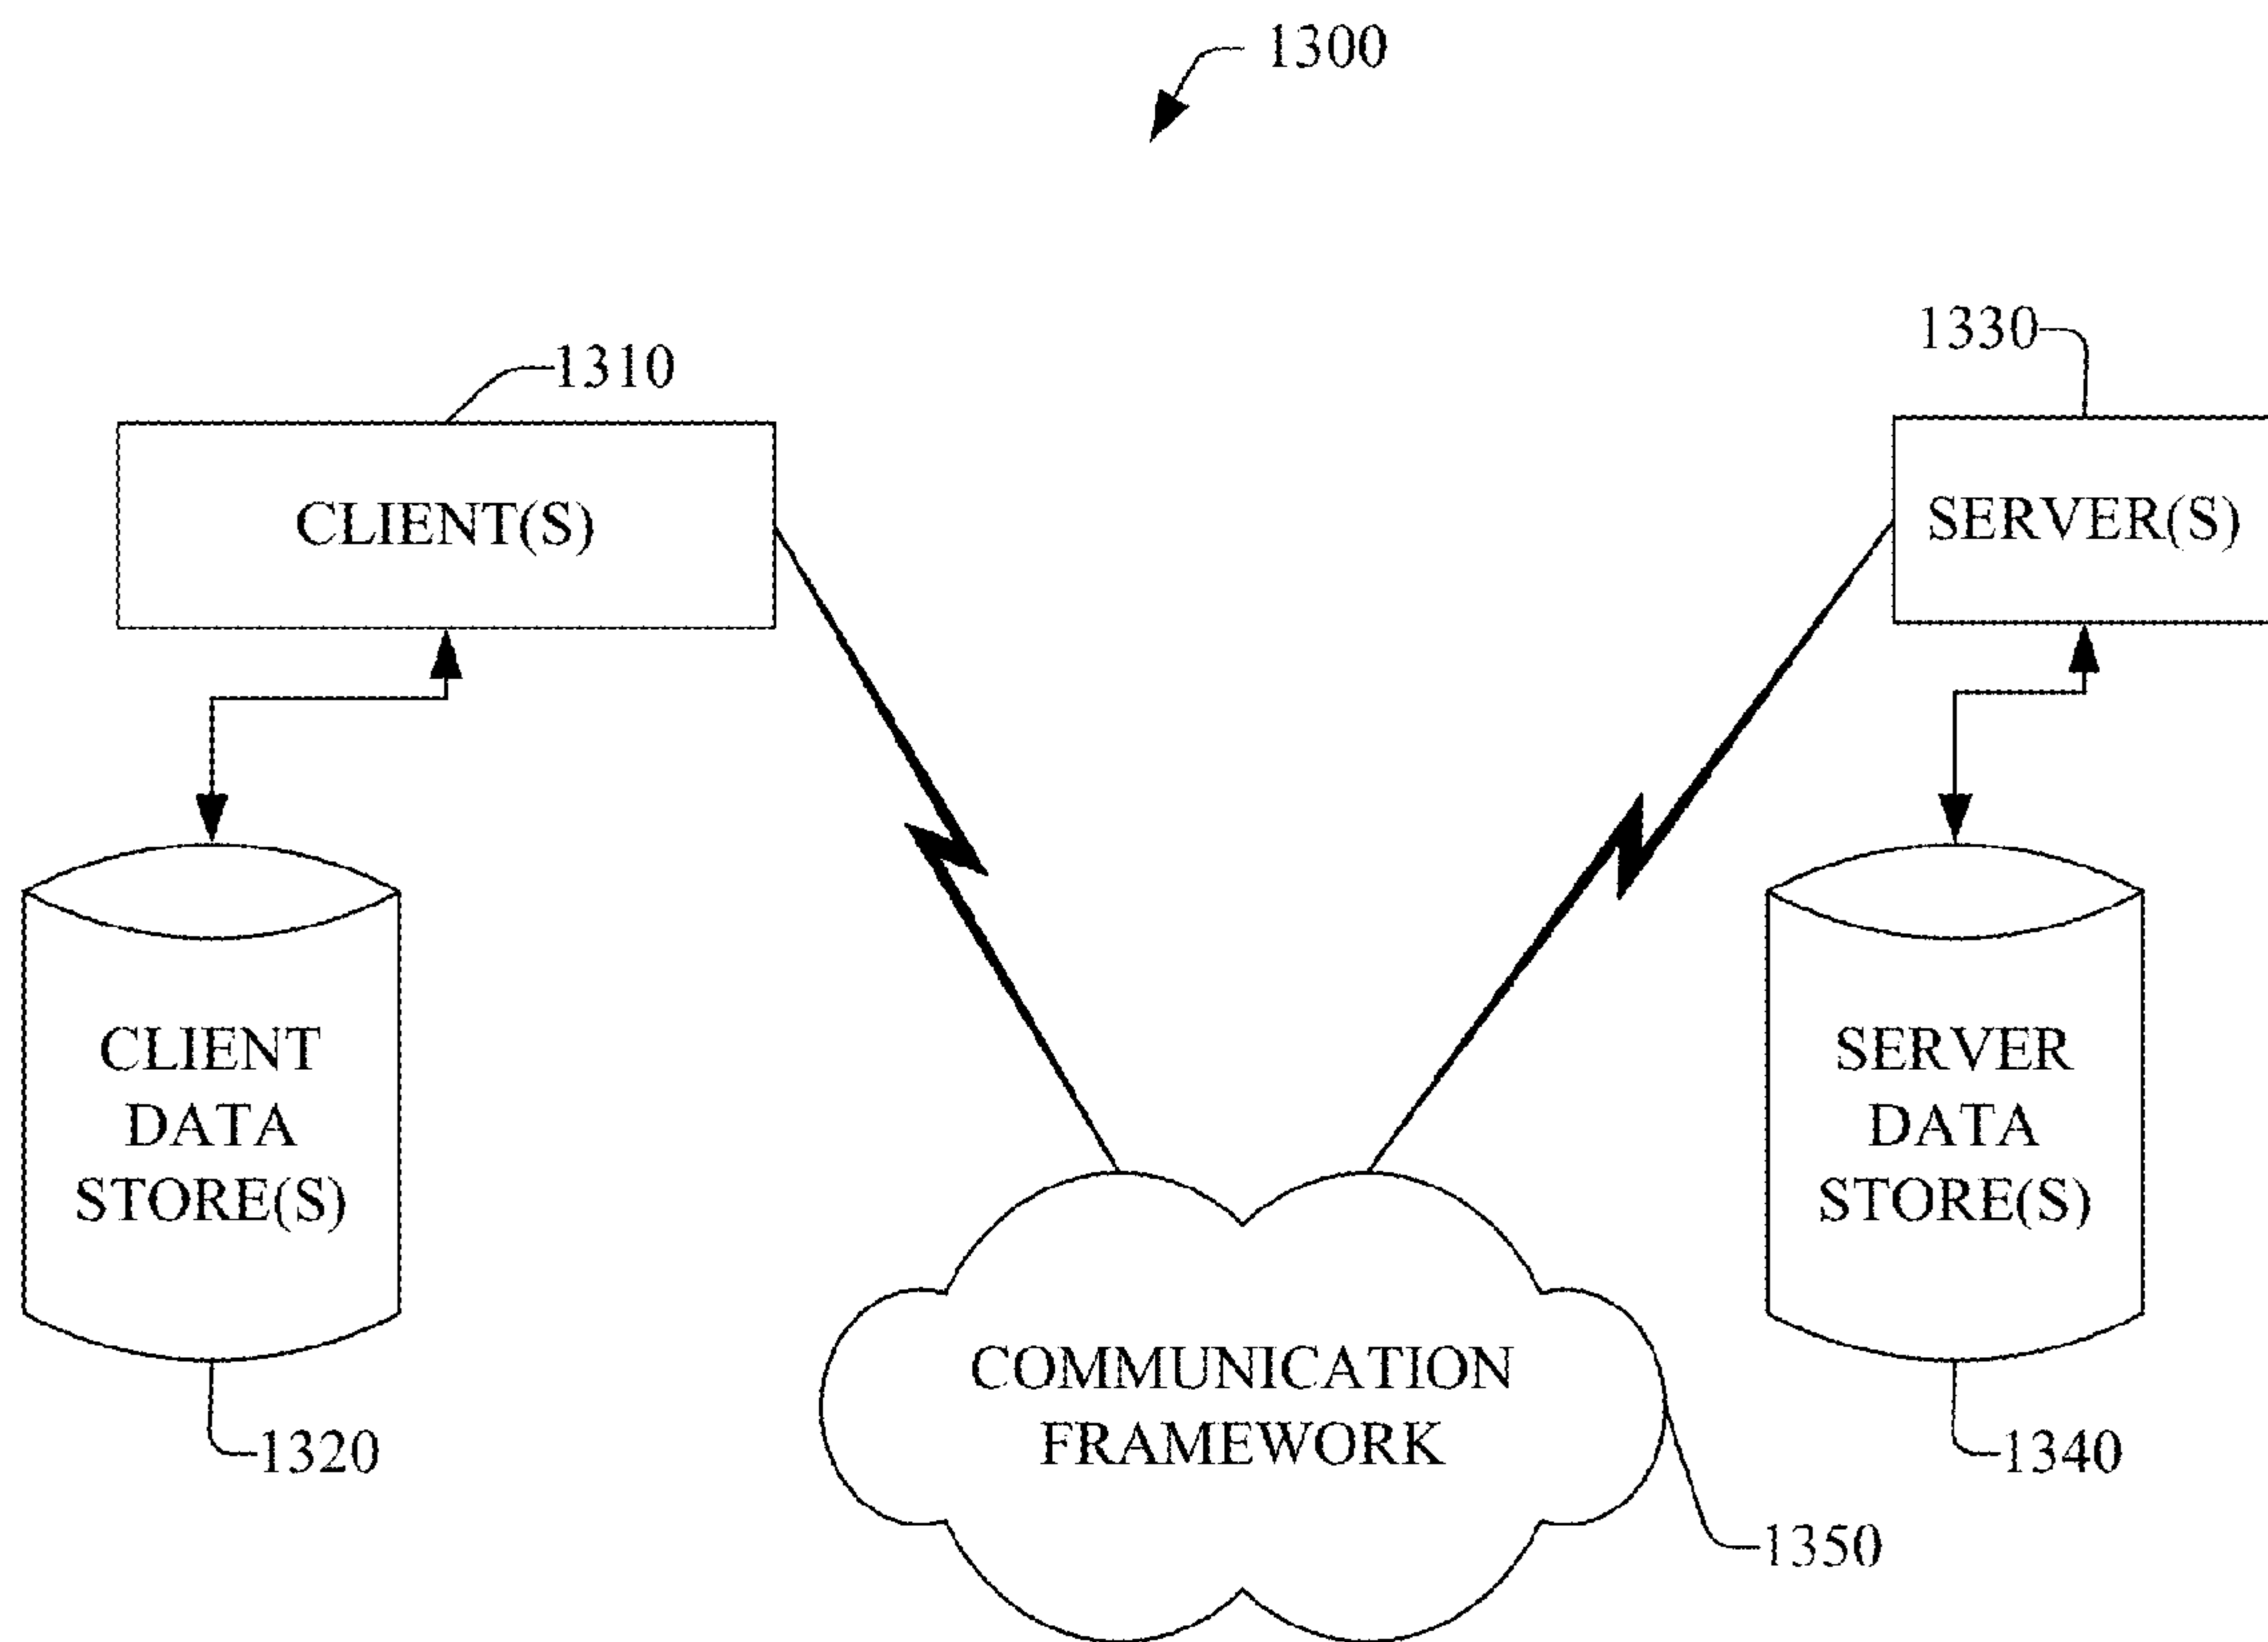 1300
1310
1330
CLIENT(S)
SERVER(S)
CLIENT
DATA
STORE(S)
SERVER
DATA
STORE(S)
COMMUNICATION
FRAMEWORK
1320
1340
1350